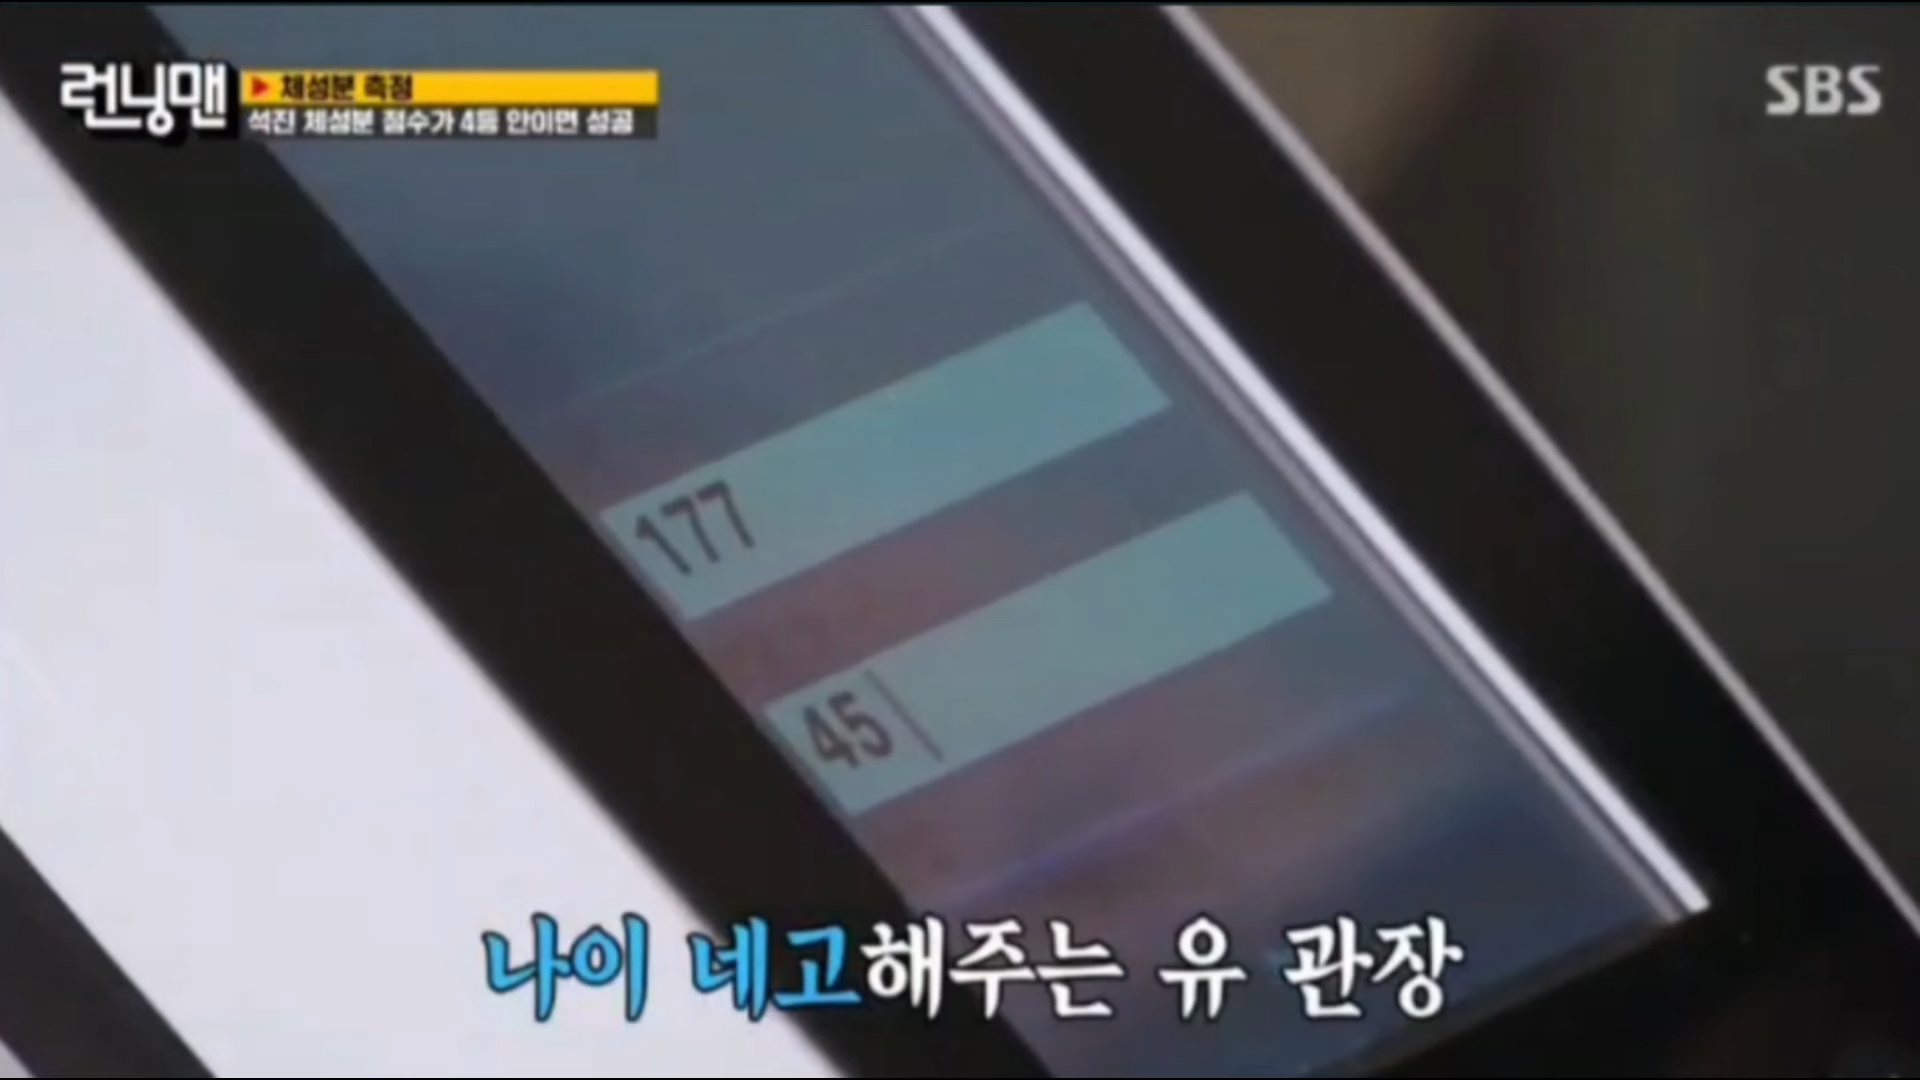 런닝맨
체성분 측정
석진 체성분 점수가 4등 안이면 성공
SBS
177
45
나이 네고해주는 유 관장